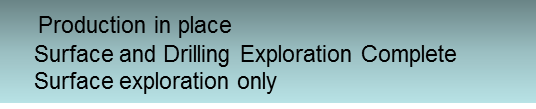 Production in place
Surface and Drilling Exploration Complete
Surface exploration only